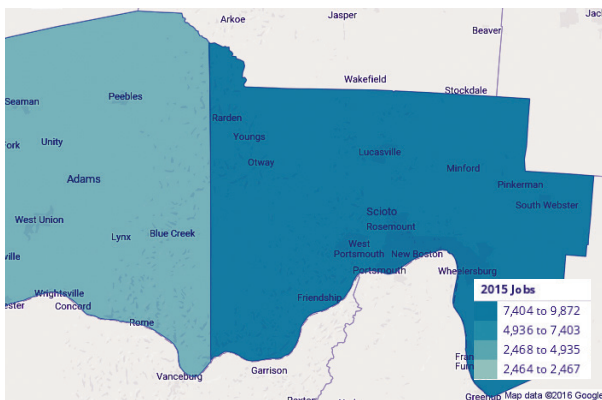 Arkoe
Jasper
Beaver
Wakefield
Stockdale
Seaman
Peebles
Rarden
Youngs
Unity
Otway
Lucasville
Minford
Adams
Pinkerman
South Webster
West Union
Lynx
Blue Creek
Scioto
Rosemount
West
Portsmouth
New Boston
Portsmouth
Wheelersburg
Wrightsville
Concord
Rome
Friendship
Vanceburg
Garrison
2015 Jobs
7,404 to 9,872
4,936 to 7,403
2,468 to 4,935
2,464 to 2,467
Map data ©2016 Google